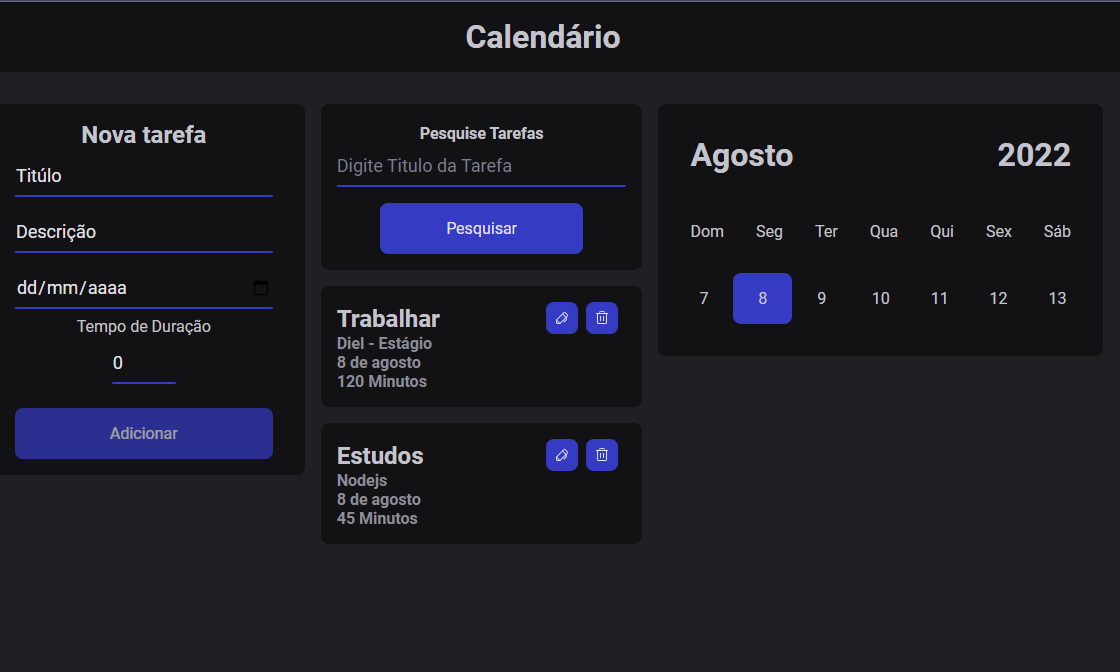 Calendário
Nova tarefa
Titúlo
Descrição
dd/mm/aaaa
Tempo de Duração
0
Adicionar
Pesquise Tarefas
Digite Titulo da Tarefa
Pesquisar
Trabalhar
Diel - Estágio
8 de agosto
120 Minutos
Estudos
Nodejs
8 de agosto
45 Minutos
Agosto 2022
Dom Seg Ter Qua Qui Sex Sáb
7 8 9 10 11 12 13